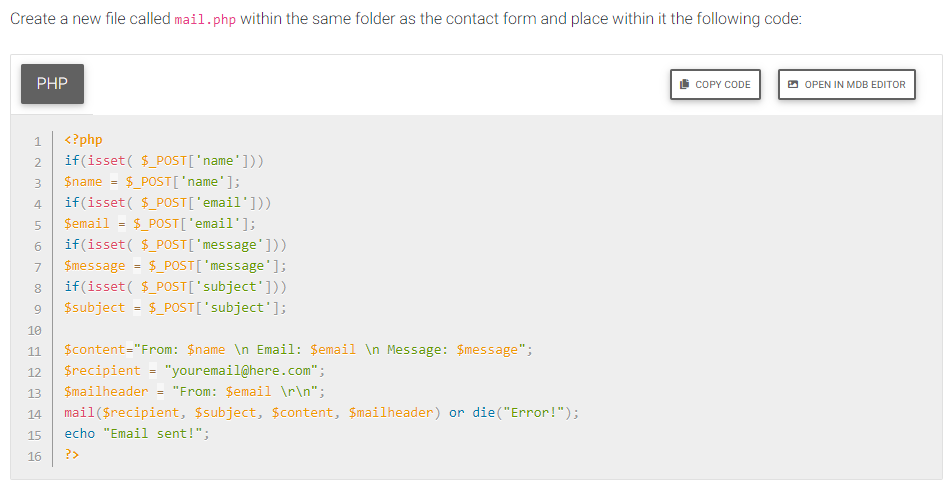 Create a new file called mail.php within the same folder as the contact form and place within it the following code:
PHP
COPY CODE
OPEN IN MDB EDITOR
1 <?php
2 if(isset( $_POST['name']))
3 $name = $_POST['name'];
4 if(isset( $_POST['email']))
5 $email = $_POST['email'];
6 if(isset( $_POST['message']))
7 $message = $_POST['message'];
8 if(isset( $_POST['subject']))
9 $subject = $_POST['subject'];
10
11 $content="From: $name \n Email: $email \n Message: $message";
12 $recipient = "youremail@here.com";
13 $mailheader = "From: $email \r\n";
14 mail($recipient, $subject, $content, $mailheader) or die("Error!");
15 echo "Email sent!";
16 ?>